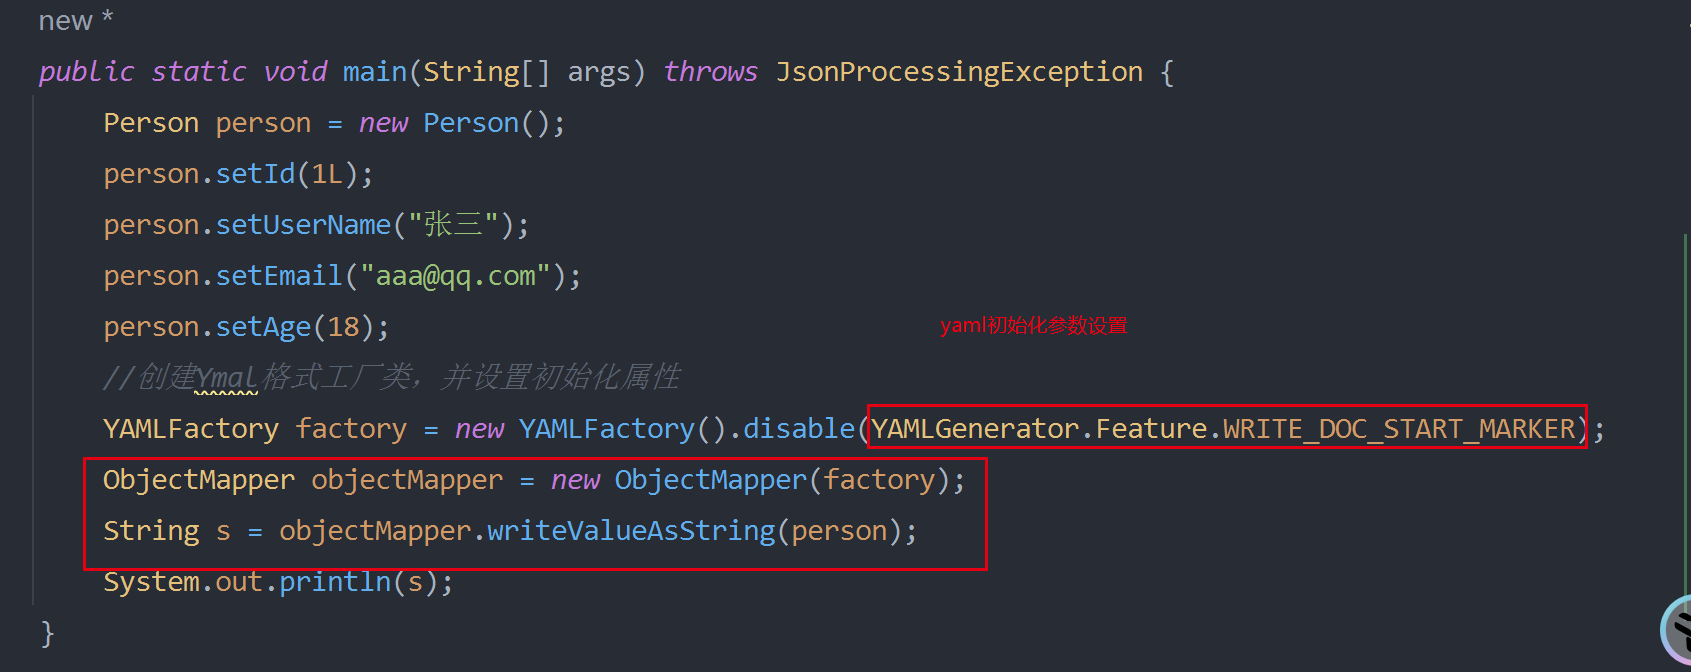 new *
public static void main(String[] args) throws JsonProcessingException {
Person person = new Person();
person.setId(1L);
person.setUserName("张三");
person.setEmail("aaa@qq.com");
person.setAge(18);
yaml初始化参数设置
//创建Ymal格式工厂类，并设置初始化属性
YAMLFactory factory = new YAMLFactory().disable(YAMLGenerator.Feature.WRITE_DOC_START_MARKER);
ObjectMapper objectMapper = new ObjectMapper(factory);
String s = objectMapper.writeValueAsString(person);
System.out.println(s);
}